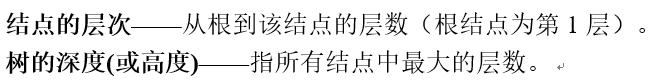 结点的层次——从根到该结点的层数（根结点为第 1 层）。
树的深度(或高度)——指所有结点中最大的层数。